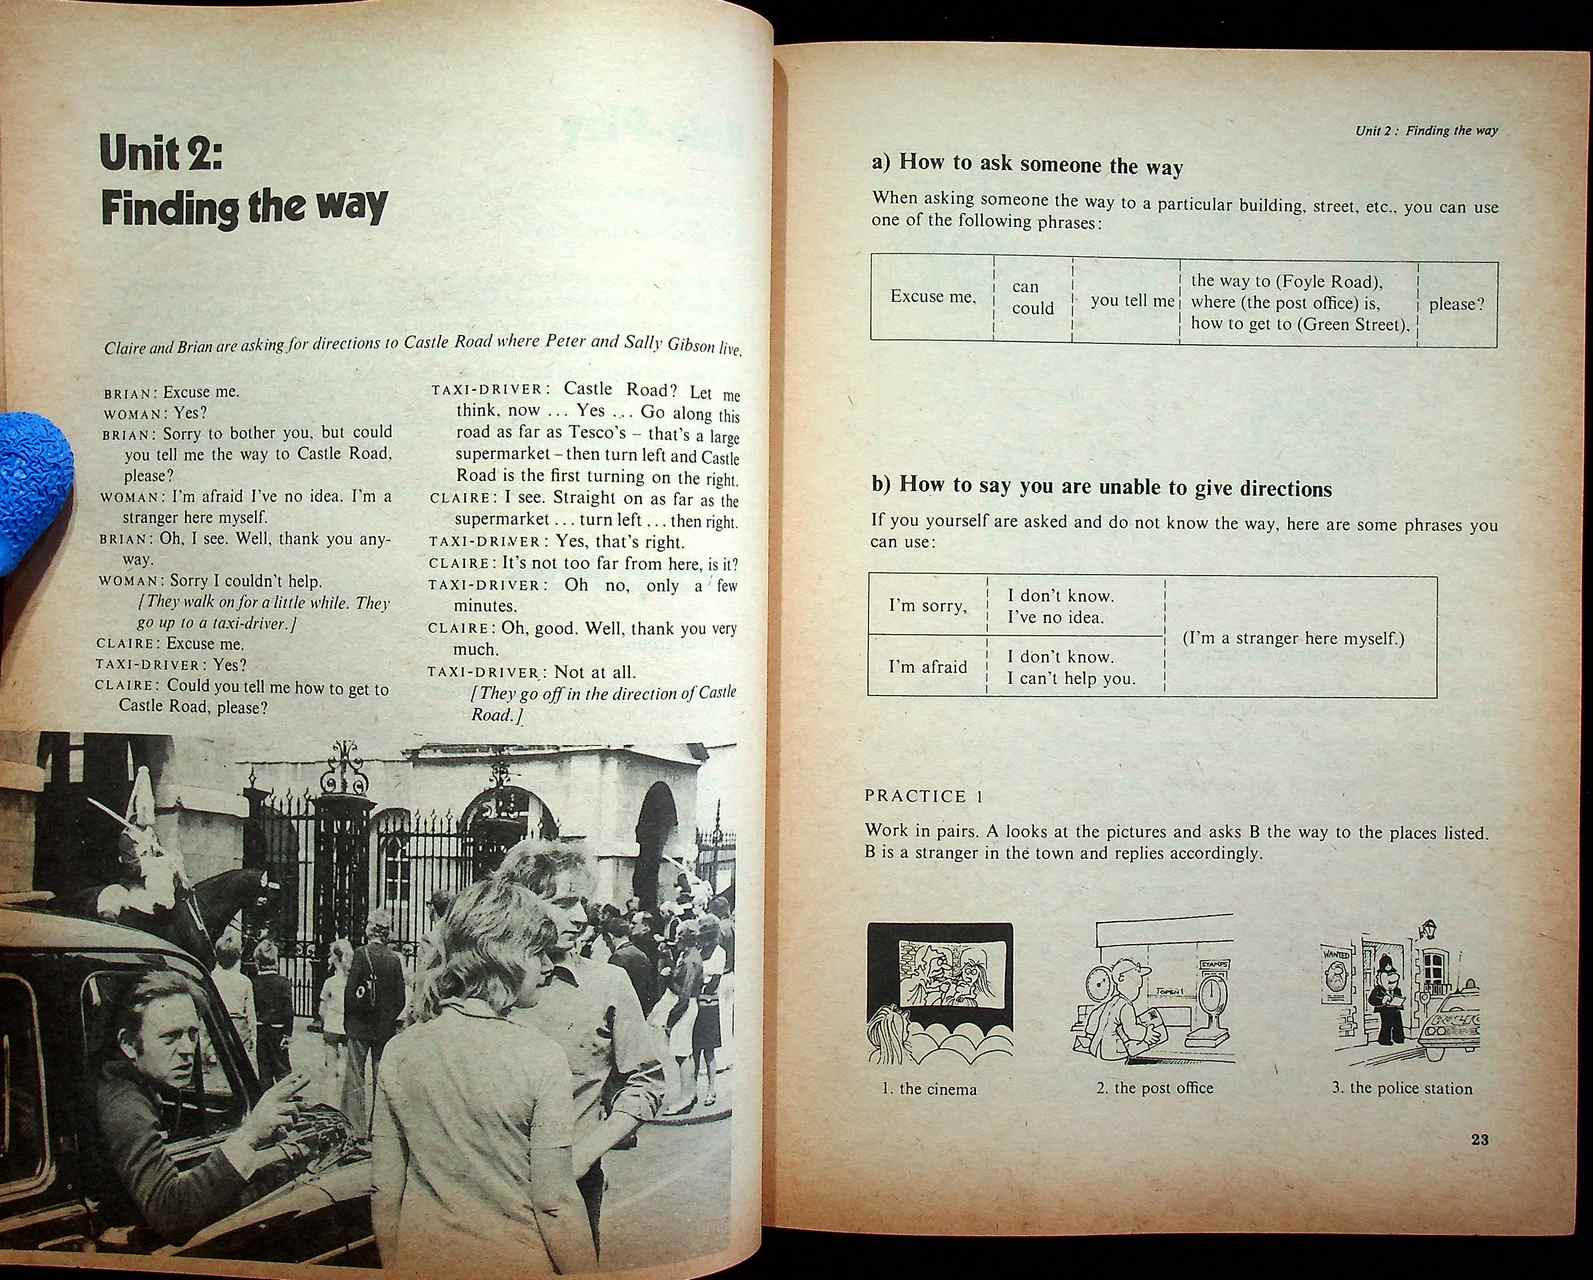 Unit 2:
Finding the way
Claire and Brian are asking for directions to Castle Road where Peter and Sally Gibson live.
BRIAN: Excuse me.
WOMAN: Yes?
BRIAN: Sorry to bother you, but could
you tell me the way to Castle Road,
please?
WOMAN: I'm afraid I've no idea. I'm a
stranger here myself.
BRIAN: Oh, I see. Well, thank you any-
way.
WOMAN: Sorry I couldn't help.
[They walk on for a little while. They
go up to a taxi-driver.]
CLAIRE: Excuse me.
TAXI-DRIVER: Yes?
CLAIRE: Could you tell me how to get to
Castle Road, please?
TAXI-DRIVER: Castle Road? Let me
think, now ... Yes ... Go along this
road as far as Tesco's – that's a large
supermarket – then turn left and Castle
Road is the first turning on the right.
CLAIRE: I see. Straight on as far as the
supermarket ... turn left ... then right.
TAXI-DRIVER: Yes, that's right.
CLAIRE: It's not too far from here, is it?
TAXI-DRIVER: Oh no, only a few
minutes.
CLAIRE: Oh, good. Well, thank you very
much.
TAXI-DRIVER: Not at all.
[They go off in the direction of Castle
Road.]
Unit 2: Finding the way
a) How to ask someone the way
When asking someone the way to a particular building, street, etc., you can use
one of the following phrases:
Excuse me,
can
could
you tell me
the way to (Foyle Road),
where (the post office) is,
how to get to (Green Street),
please?
b) How to say you are unable to give directions
If you yourself are asked and do not know the way, here are some phrases you
can use:
I'm sorry,
I don't know.
I've no idea.
I'm afraid
I don't know.
I can't help you.
(I'm a stranger here myself.)
PRACTICE 1
Work in pairs. A looks at the pictures and asks B the way to the places listed.
B is a stranger in the town and replies accordingly.
STAMPS
WANTED
1. the cinema
2. the post office
3. the police station
23